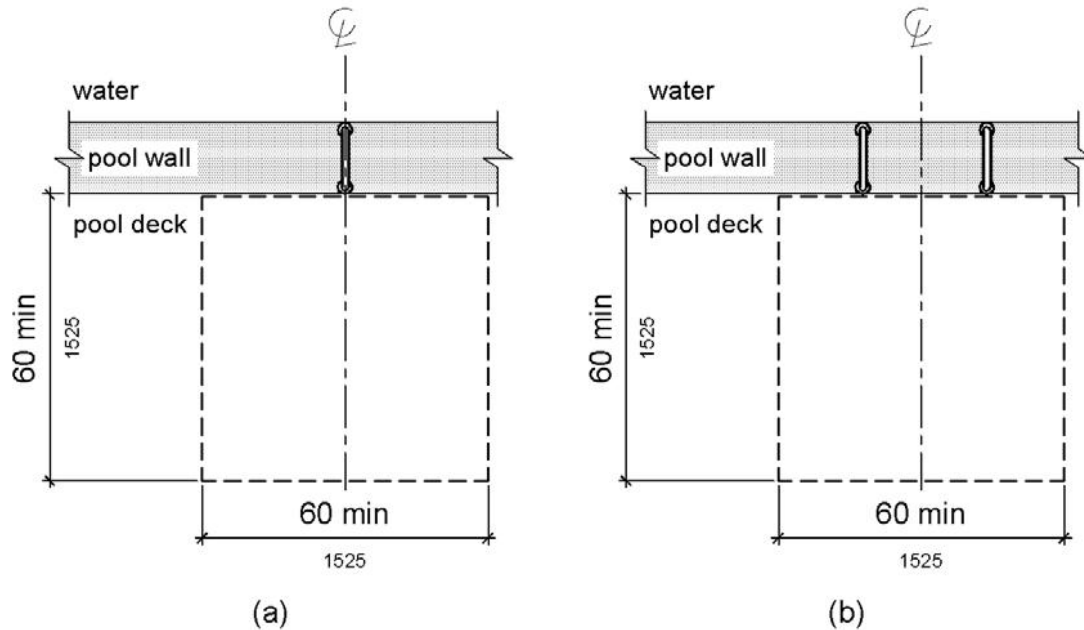 ℄
water
pool wall
pool deck
60 min
1525
60 min
1525
(a)
℄
water
pool wall
pool deck
60 min
1525
60 min
1525
(b)